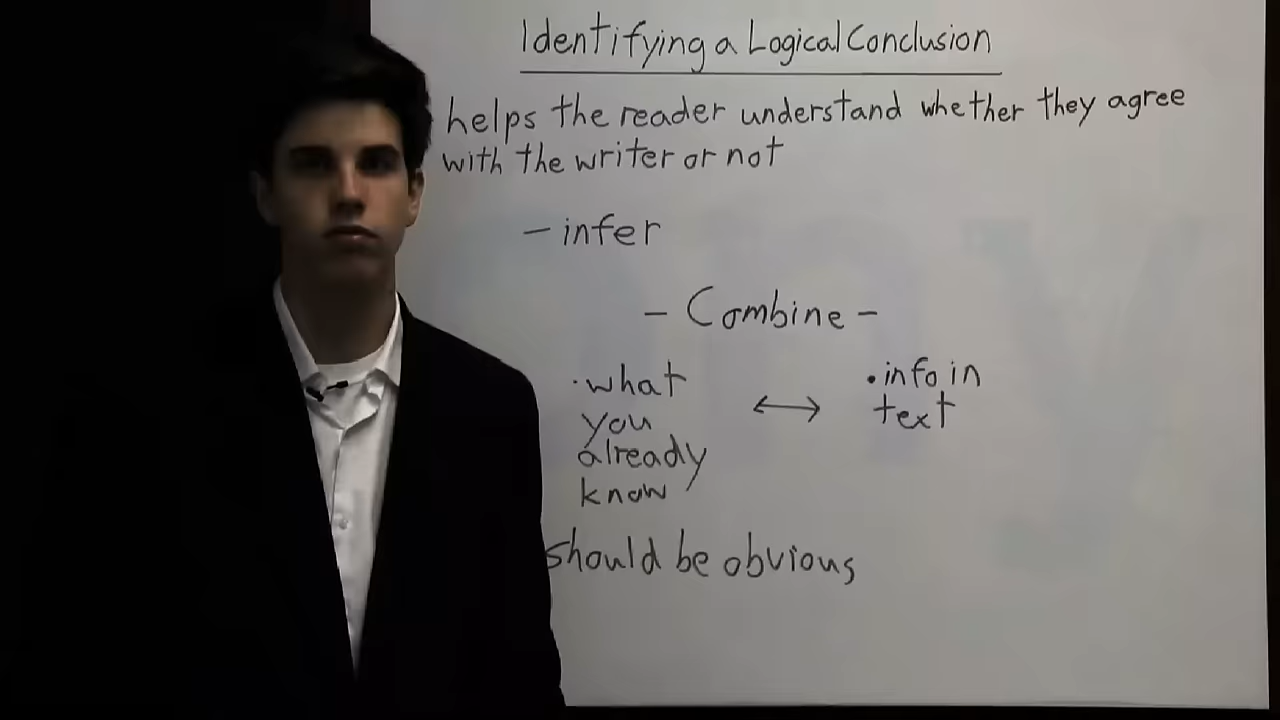 Identifying a Logical Conclusion
helps the reader understand whether they agree
with the writer or not
- infer
- Combine -
·what ↔ •info in
you text
already
know
should be obvious